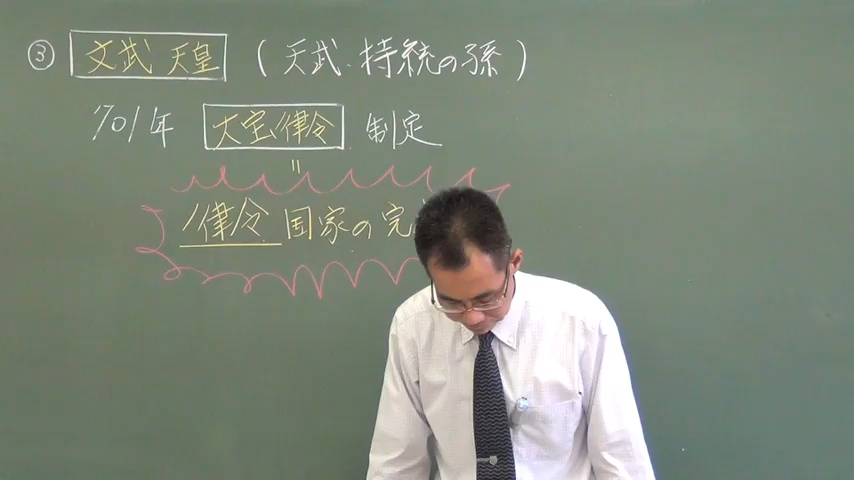 ③ 文武天皇 (天武・持統の孫)
701年 大宝律令 制定
=
律令国家の完